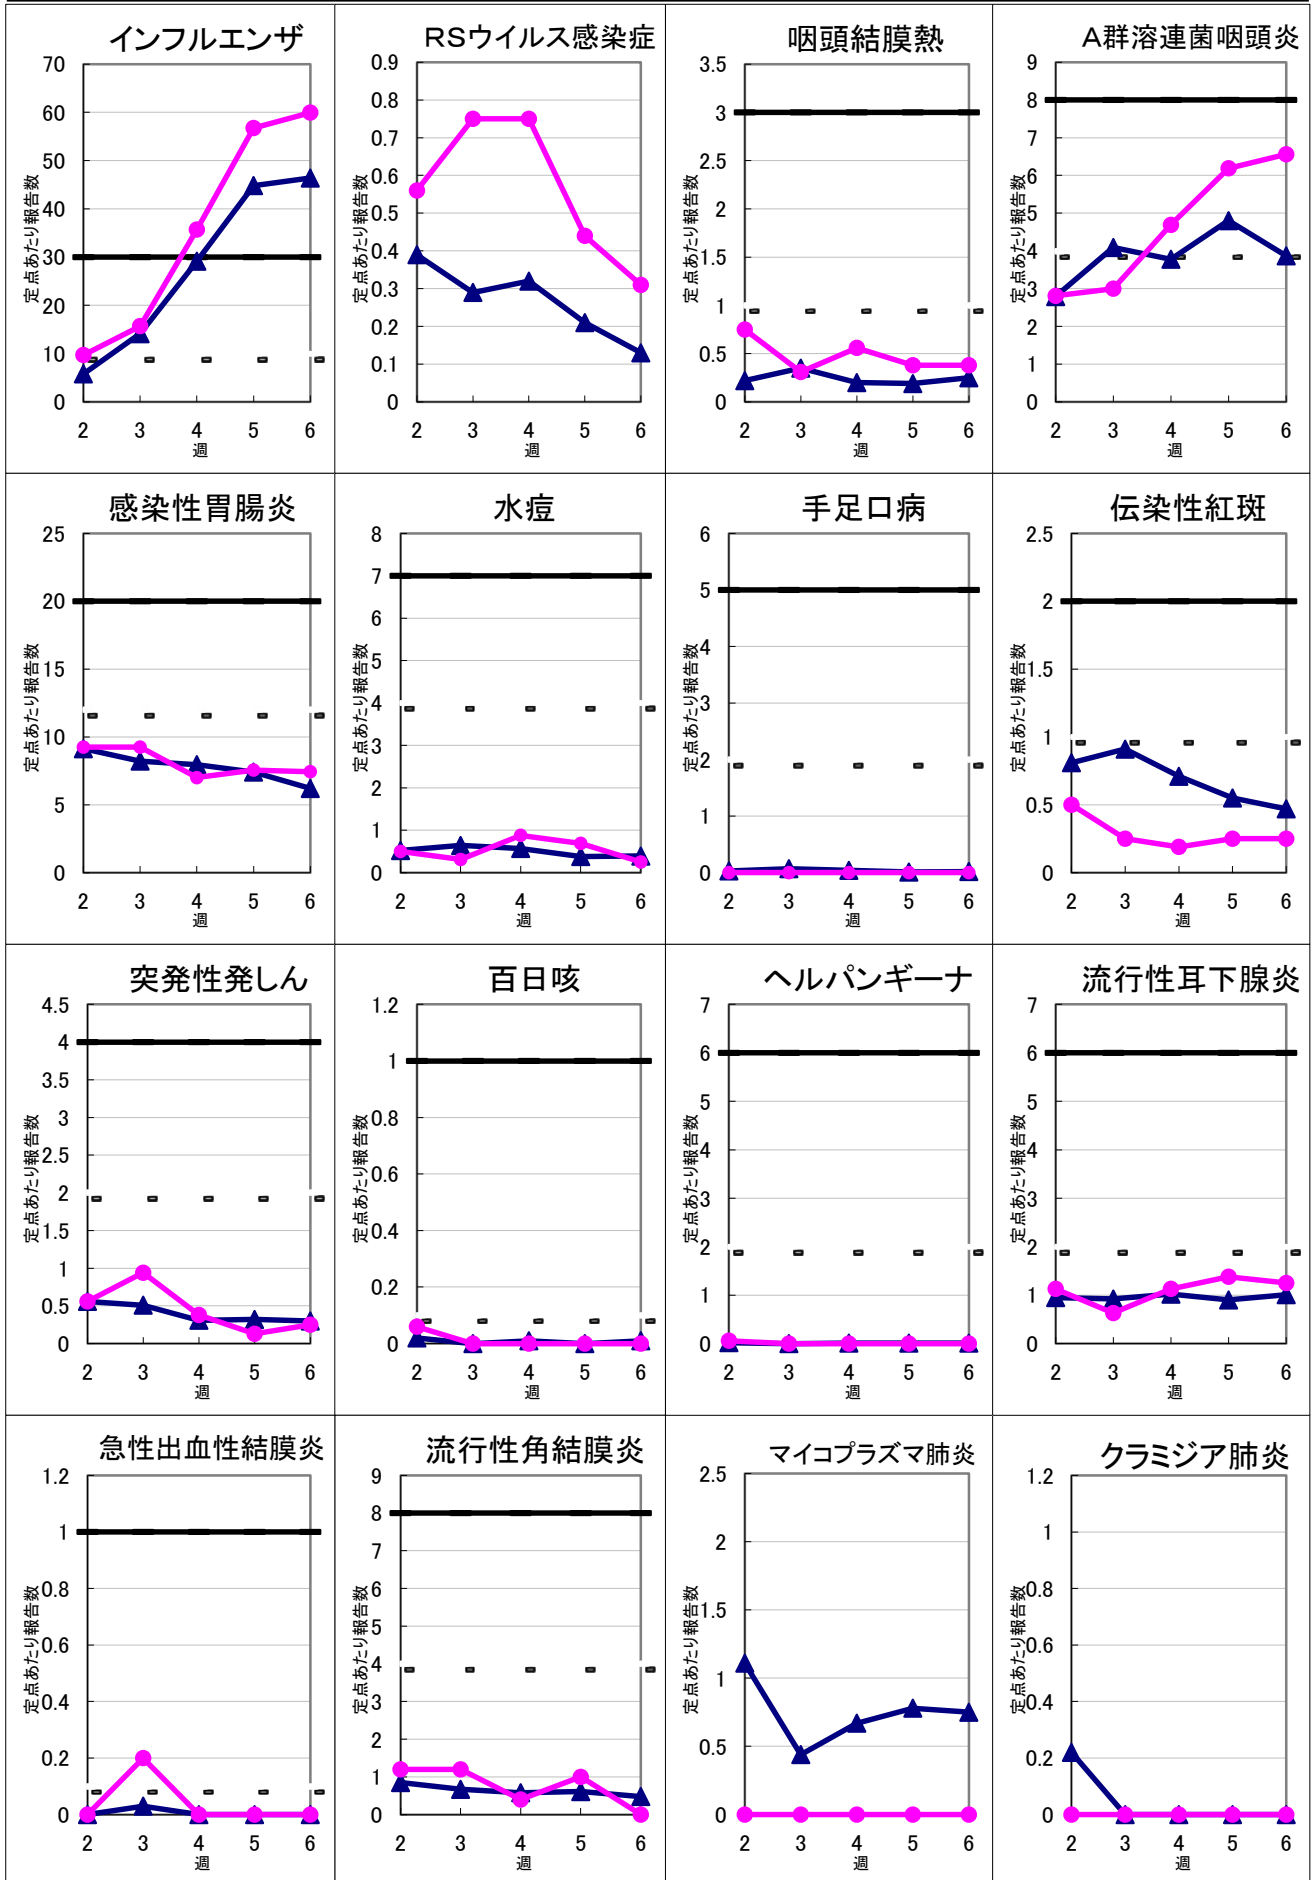 インフルエンザ
70
60
50
40
30
20
10
0
定点あたり報告数
2 3 4 5 6
週
RSウイルス感染症
0.9
0.8
0.7
0.6
0.5
0.4
0.3
0.2
0.1
0
定点あたり報告数
2 3 4 5 6
週
咽頭結膜熱
3.5
3
2.5
2
1.5
1
0.5
0
定点あたり報告数
2 3 4 5 6
週
A群溶連菌咽頭炎
9
8
7
6
5
4
3
2
1
0
定点あたり報告数
2 3 4 5 6
週
感染性胃腸炎
25
20
15
10
5
0
定点あたり報告数
2 3 4 5 6
週
水痘
8
7
6
5
4
3
2
1
0
定点あたり報告数
2 3 4 5 6
週
手足口病
6
5
4
3
2
1
0
定点あたり報告数
2 3 4 5 6
週
伝染性紅斑
2.5
2
1.5
1
0.5
0
定点あたり報告数
2 3 4 5 6
週
突発性発しん
4.5
4
3.5
3
2.5
2
1.5
1
0.5
0
定点あたり報告数
2 3 4 5 6
週
百日咳
1.2
1
0.8
0.6
0.4
0.2
0
定点あたり報告数
2 3 4 5 6
週
ヘルパンギーナ
7
6
5
4
3
2
1
0
定点あたり報告数
2 3 4 5 6
週
流行性耳下腺炎
7
6
5
4
3
2
1
0
定点あたり報告数
2 3 4 5 6
週
急性出血性結膜炎
1.2
1
0.8
0.6
0.4
0.2
0
定点あたり報告数
2 3 4 5 6
週
流行性角結膜炎
9
8
7
6
5
4
3
2
1
0
定点あたり報告数
2 3 4 5 6
週
マイコプラズマ肺炎
2.5
2
1.5
1
0.5
0
定点あたり報告数
2 3 4 5 6
週
クラミジア肺炎
1.2
1
0.8
0.6
0.4
0.2
0
定点あたり報告数
2 3 4 5 6
週